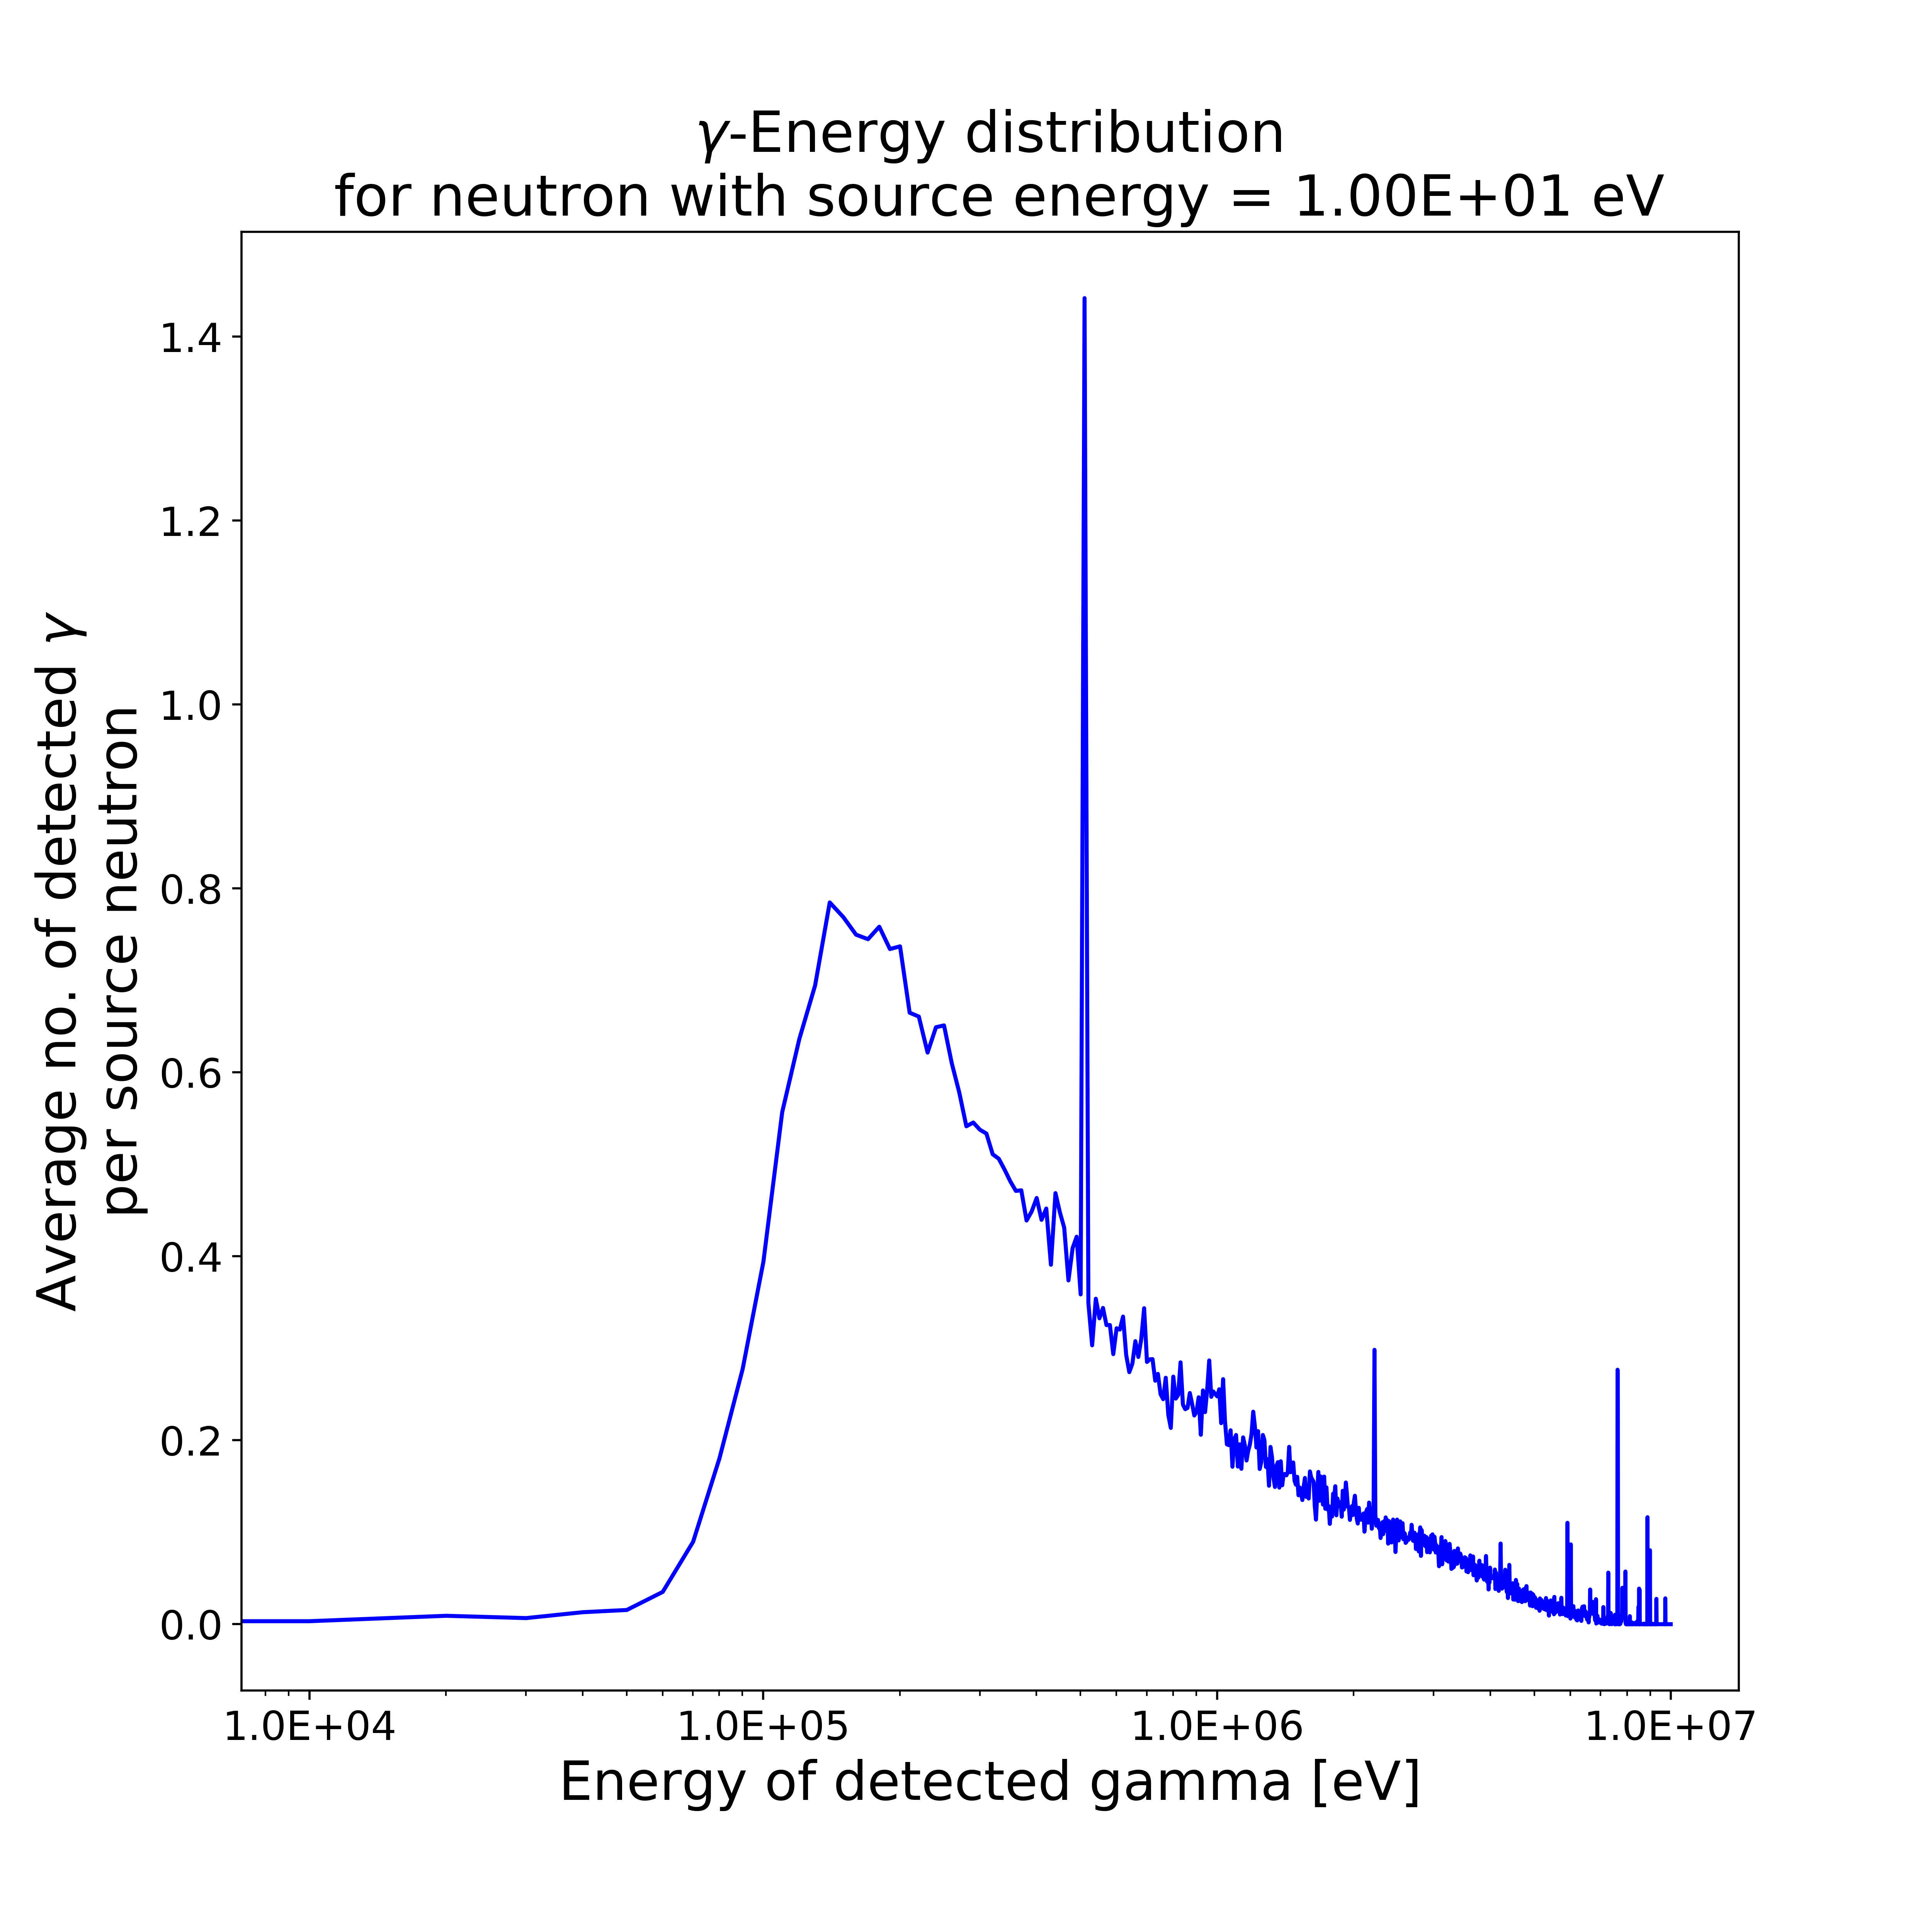 γ-Energy distribution
for neutron with source energy = 1.00E+01 eV
Average no. of detected γ
per source neutron
1.4
1.2
1.0
0.8
0.6
0.4
0.2
0.0
1.0E+04 1.0E+05 1.0E+06 1.0E+07
Energy of detected gamma [eV]